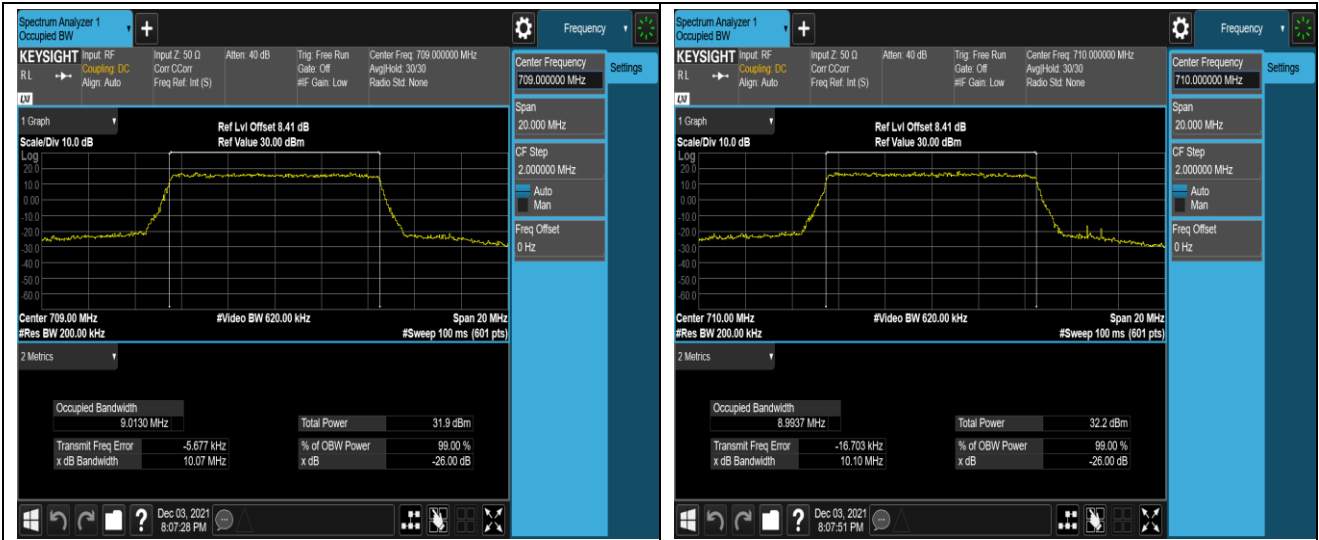 Spectrum Analyzer 1
Occupied BW
Frequency
KEYSIGHT
RL
LXI
Input: RF
Coupling: DC
Align: Auto
Input Z: 50 Ω
Corr CCorr
Freq Ref: Int (S)
Atten: 40 dB
Trig: Free Run
Gate: Off
#IF Gain: Low
Center Freq: 709.000000 MHz
Avg|Hold: 30/30
Radio Std: None
Center Frequency
709.000000 MHz
Settings
Span
20.000 MHz
CF Step
2.000000 MHz
Auto
Man
Freq Offset
0 Hz
1 Graph
Scale/Div 10.0 dB
Ref Lvl Offset 8.41 dB
Ref Value 30.00 dBm
Log
20.0
10.0
0.00
-10.0
-20.0
-30.0
-40.0
-50.0
-60.0
Center 709.00 MHz
#Video BW 620.00 kHz
Span 20 MHz
#Res BW 200.00 kHz
#Sweep 100 ms (601 pts)
2 Metrics
Occupied Bandwidth
9.0130 MHz
Total Power 31.9 dBm
Transmit Freq Error -5.677 kHz
% of OBW Power 99.00 %
x dB Bandwidth 10.07 MHz
x dB -26.00 dB
?
Dec 03, 2021
8:07:28 PM
Spectrum Analyzer 1
Occupied BW
Frequency
KEYSIGHT
RL
LXI
Input: RF
Coupling: DC
Align: Auto
Input Z: 50 Ω
Corr CCorr
Freq Ref: Int (S)
Atten: 40 dB
Trig: Free Run
Gate: Off
#IF Gain: Low
Center Freq: 710.000000 MHz
Avg|Hold: 30/30
Radio Std: None
Center Frequency
710.000000 MHz
Settings
Span
20.000 MHz
CF Step
2.000000 MHz
Auto
Man
Freq Offset
0 Hz
1 Graph
Scale/Div 10.0 dB
Ref Lvl Offset 8.41 dB
Ref Value 30.00 dBm
Log
20.0
10.0
0.00
-10.0
-20.0
-30.0
-40.0
-50.0
-60.0
Center 710.00 MHz
#Video BW 620.00 kHz
Span 20 MHz
#Res BW 200.00 kHz
#Sweep 100 ms (601 pts)
2 Metrics
Occupied Bandwidth
8.9937 MHz
Total Power 32.2 dBm
Transmit Freq Error -16.703 kHz
% of OBW Power 99.00 %
x dB Bandwidth 10.10 MHz
x dB -26.00 dB
?
Dec 03, 2021
8:07:51 PM